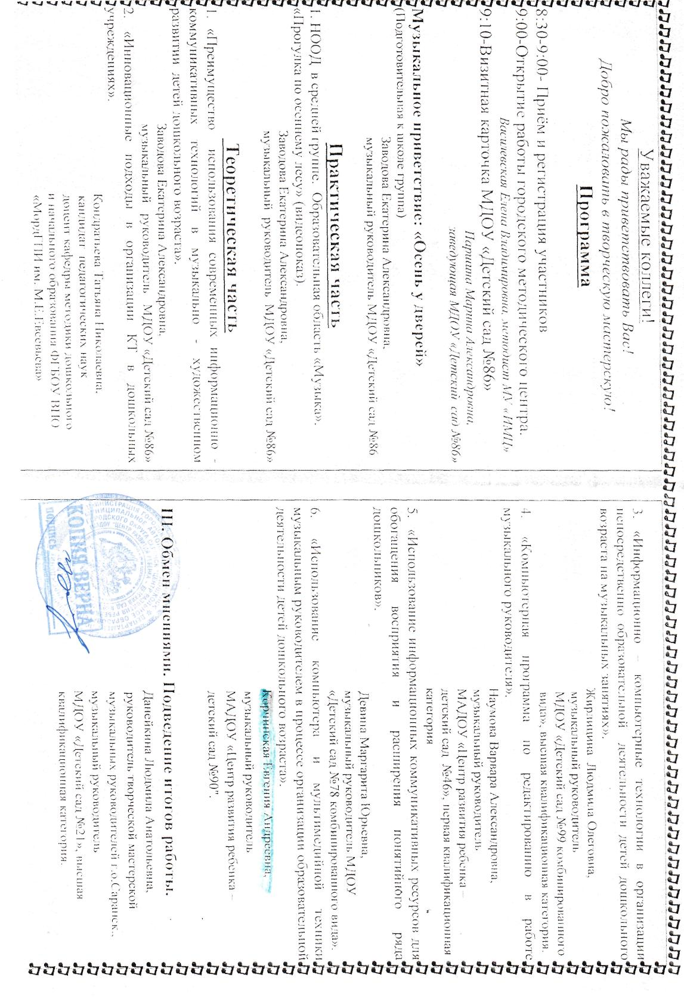 Уважаемые коллеги!
Мы рады приветствовать Вас!
Добро пожаловать в творческую мастерскую!
Программа
8:30-9:00- Приём и регистрация участников
9:00-Открытие работы городского методического центра.
Василевская Елена Владимировна, методист МУ «ИМЦ»
9:10-Визитная карточка МДОУ «Детский сад №86»
Паршина Марина Александровна,
заведующая МДОУ «Детский сад №86»
Музыкальное приветствие: «Осень у дверей»
(Подготовительная к школе группа)
Заводова Екатерина Александровна,
музыкальный руководитель МДОУ «Детский сад №86
Практическая часть
1. НООД в средней группе. Образовательная область «Музыка».
«Прогулка по осеннему лесу» (видеопоказ).
Заводова Екатерина Александровна,
музыкальный руководитель МДОУ «Детский сад №86»
Теоретическая часть
1. «Преимущество использования современных информационно -
коммуникативных технологий в музыкально - художественном
развитии детей дошкольного возраста».
Заводова Екатерина Александровна,
музыкальный руководитель МДОУ «Детский сад №86»
2. «Инновационные подходы в организации КТ в дошкольных
учреждениях».
Кондратьева Татьяна Николаевна,
кандидат педагогических наук
доцент кафедры методики дошкольного
и начального образования ФГБОУ ВПО
«МордГПИ им. М.Е.Евсевьева»
3. «Информационно – компьютерные технологии в организации
непосредственно образовательной деятельности детей дошкольного
возраста на музыкальных занятиях».
Жирлицина Людмила Олеговна,
музыкальный руководитель
МДОУ «Детский сад №99 комбинированного
вида», высшая квалификационная категория.
4. «Компьютерная программа по редактированию в работе
музыкального руководителя».
Наумова Варвара Александровна,
музыкальный руководитель
МАДОУ «Центр развития ребенка –
детский сад №46», первая квалификационная
категория
5. «Использование информационных коммуникативных ресурсов для
обогащения восприятия и расширения понятийного ряда
дошкольников».
Девина Маргарита Юрьевна,
музыкальный руководитель МДОУ
«Детский сад №78 комбинированного вида».
6. «Использование компьютера и мультимедийной техники
музыкальным руководителем в процессе организации образовательной
деятельности детей дошкольного возраста».
Корчинская Евгения Андреевна,
музыкальный руководитель
МАДОУ «Центр развития ребенка –
детский сад №90".
III. Обмен мнениями. Подведение итогов работы.
Данейкина Людмила Анатольевна,
руководитель творческой мастерской
музыкальных руководителей г.о.Саранск.,
музыкальный руководитель
МДОУ «Детский сад №21», высшая
квалификационная категория.
КОПИЯ ВЕРНА
ПОДПИСЬ